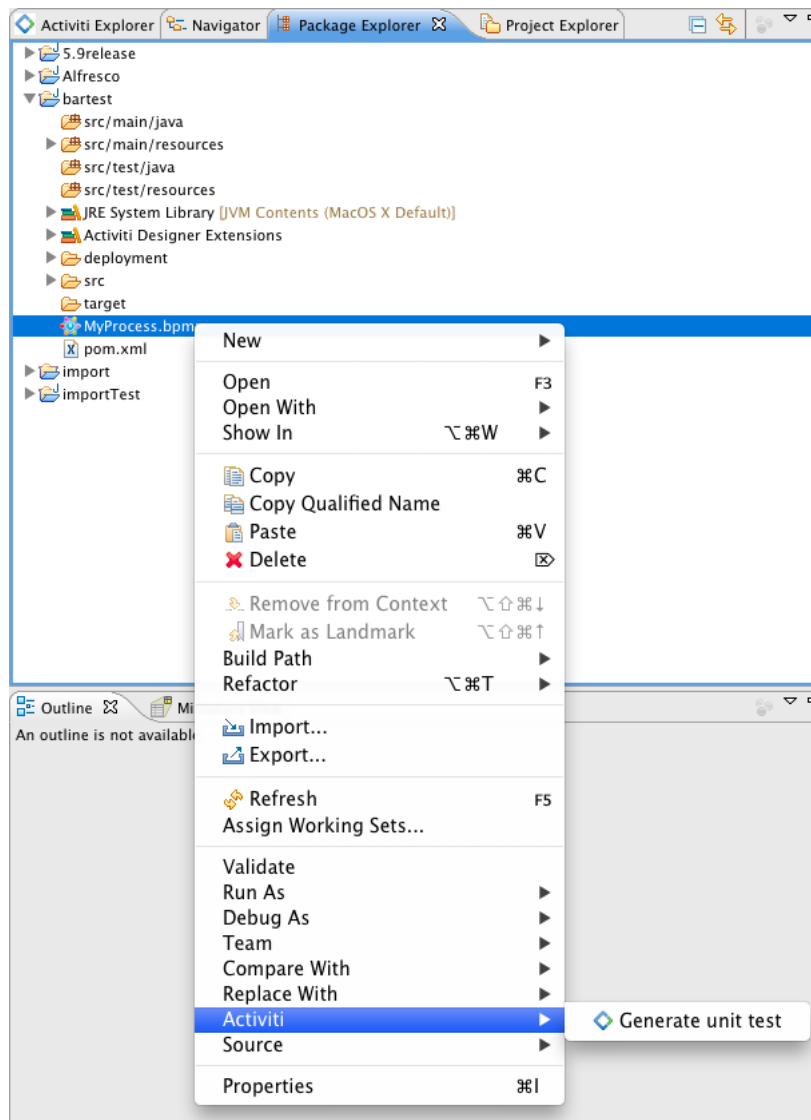 Activiti Explorer Navigator Package Explorer Project Explorer
5.9release
Alfresco
bartest
src/main/java
src/main/resources
src/test/java
src/test/resources
JRE System Library [JVM Contents (MacOS X Default)]
Activiti Designer Extensions
deployment
src
target
MyProcess.bpm
pom.xml
import
importTest
New
Open F3
Open With
Show In ⌥⌘W
Copy ⌘C
Copy Qualified Name
Paste ⌘V
Delete ⌦
Remove from Context ⌥⇧⌘↓
Mark as Landmark ⌥⇧⌘↑
Build Path
Refactor ⌥⌘T
Import...
Export...
Refresh F5
Assign Working Sets...
Validate
Run As
Debug As
Team
Compare With
Replace With
Activiti
Generate unit test
Source
Properties ⌘I
Outline Mi
An outline is not availabl